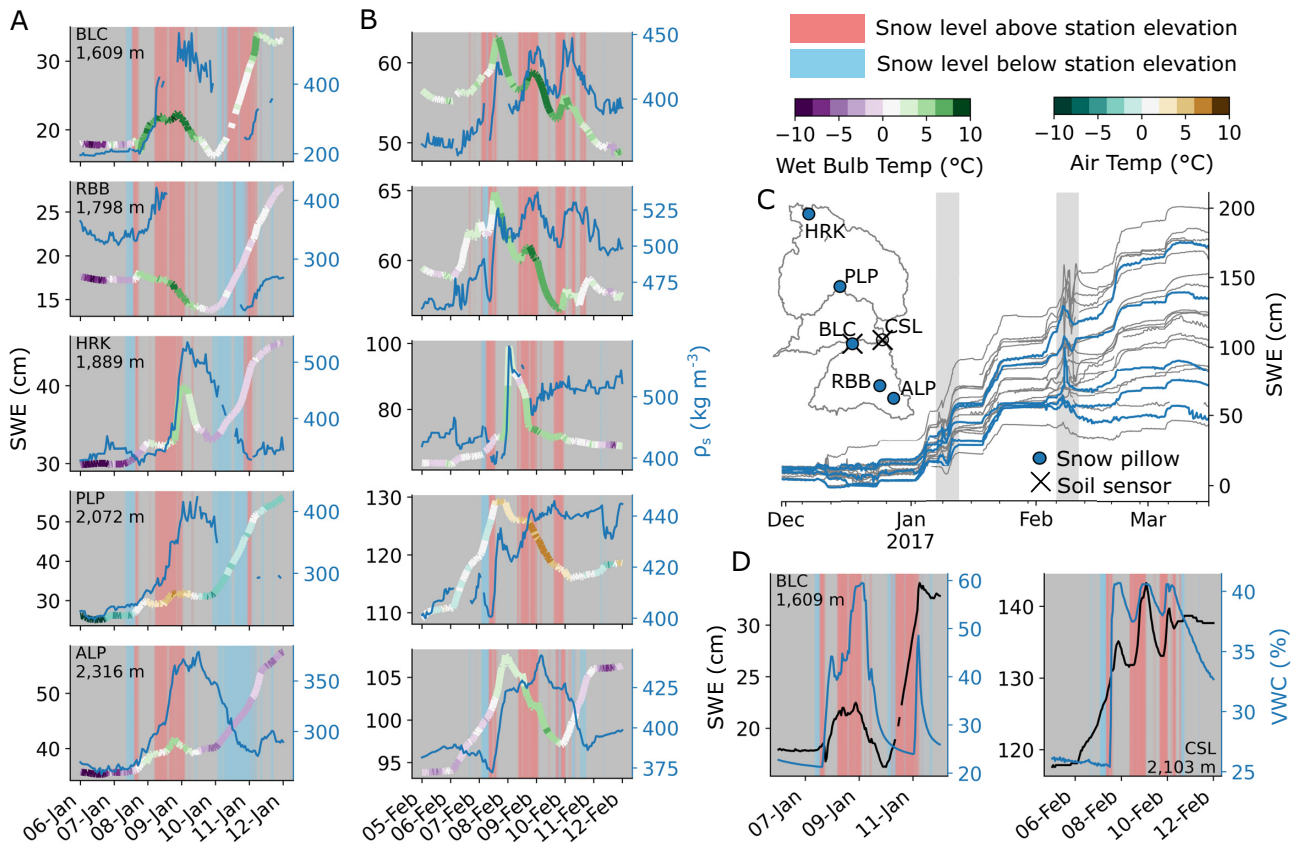 A
B
Snow level above station elevation
Snow level below station elevation
−10 −5 0 5 10
Wet Bulb Temp (°C)
−10 −5 0 5 10
Air Temp (°C)
BLC
1,609 m
30
20
400
300
200
RBB
1,798 m
25
20
15
400
300
HRK
1,889 m
40
30
500
400
PLP
2,072 m
50
40
30
400
300
ALP
2,316 m
50
40
350
300
SWE (cm)
06-Jan
07-Jan
08-Jan
09-Jan
10-Jan
11-Jan
12-Jan
60
55
50
450
400
65
60
525
500
475
100
80
500
400
130
120
110
440
420
400
105
100
95
425
400
375
ρs (kg m⁻³)
05-Feb
06-Feb
07-Feb
08-Feb
09-Feb
10-Feb
11-Feb
12-Feb
C
HRK
PLP
BLC
CSL
RBB
ALP
Snow pillow
Soil sensor
200
150
100
50
0
SWE (cm)
Dec
Jan
2017
Feb
Mar
D
BLC
1,609 m
30
25
20
SWE (cm)
60
50
40
30
20
07-Jan
09-Jan
11-Jan
140
130
120
CSL
2,103 m
40
35
30
25
VWC (%)
06-Feb
08-Feb
10-Feb
12-Feb